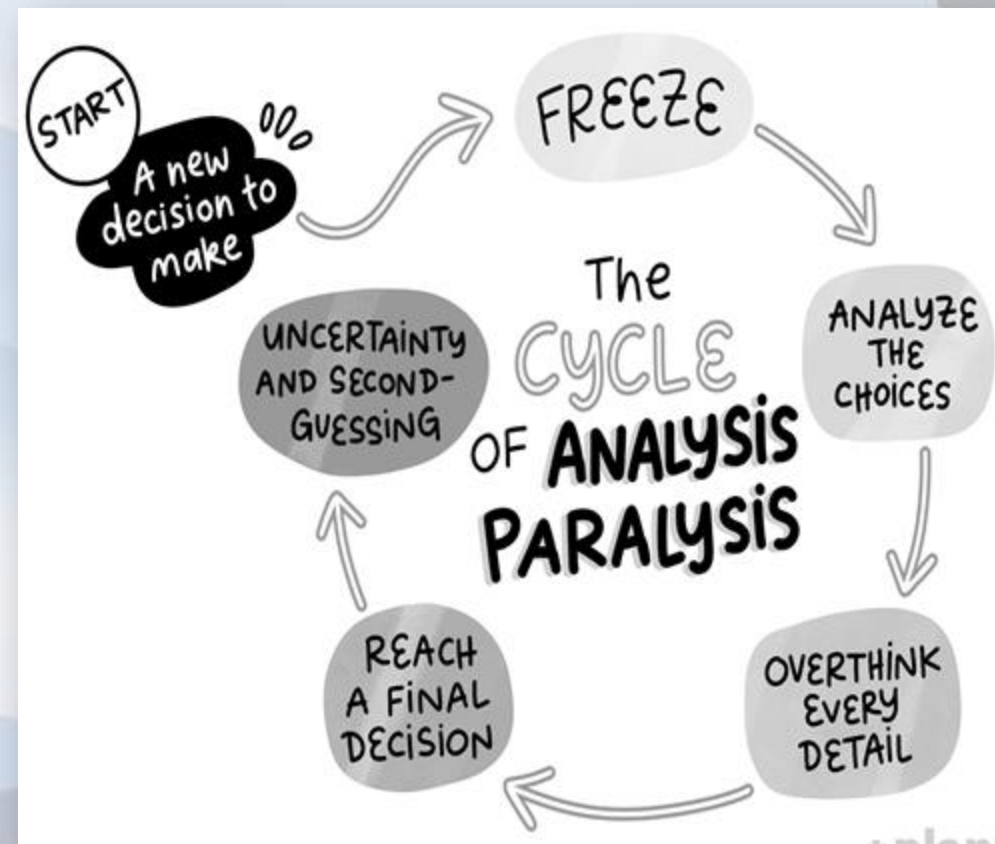 START
A new
decision to
make
FREEZE
ANALYZE
THE
CHOICES
OVERTHINK
EVERY
DETAIL
REACH
A FINAL
DECISION
UNCERTAINTY
AND SECOND-
GUESSING
The
CYCLE
OF ANALYSIS
PARALYSIS